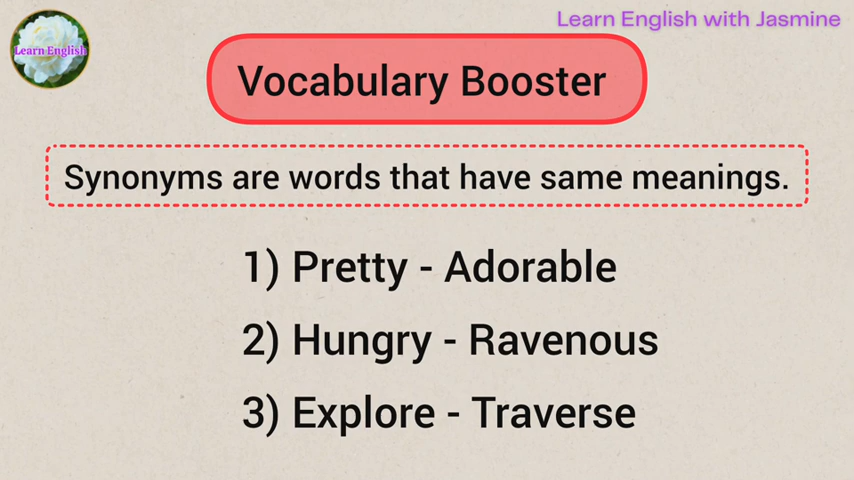 Learn English with Jasmine
Learn English
Vocabulary Booster
Synonyms are words that have same meanings.
1) Pretty - Adorable
2) Hungry - Ravenous
3) Explore - Traverse